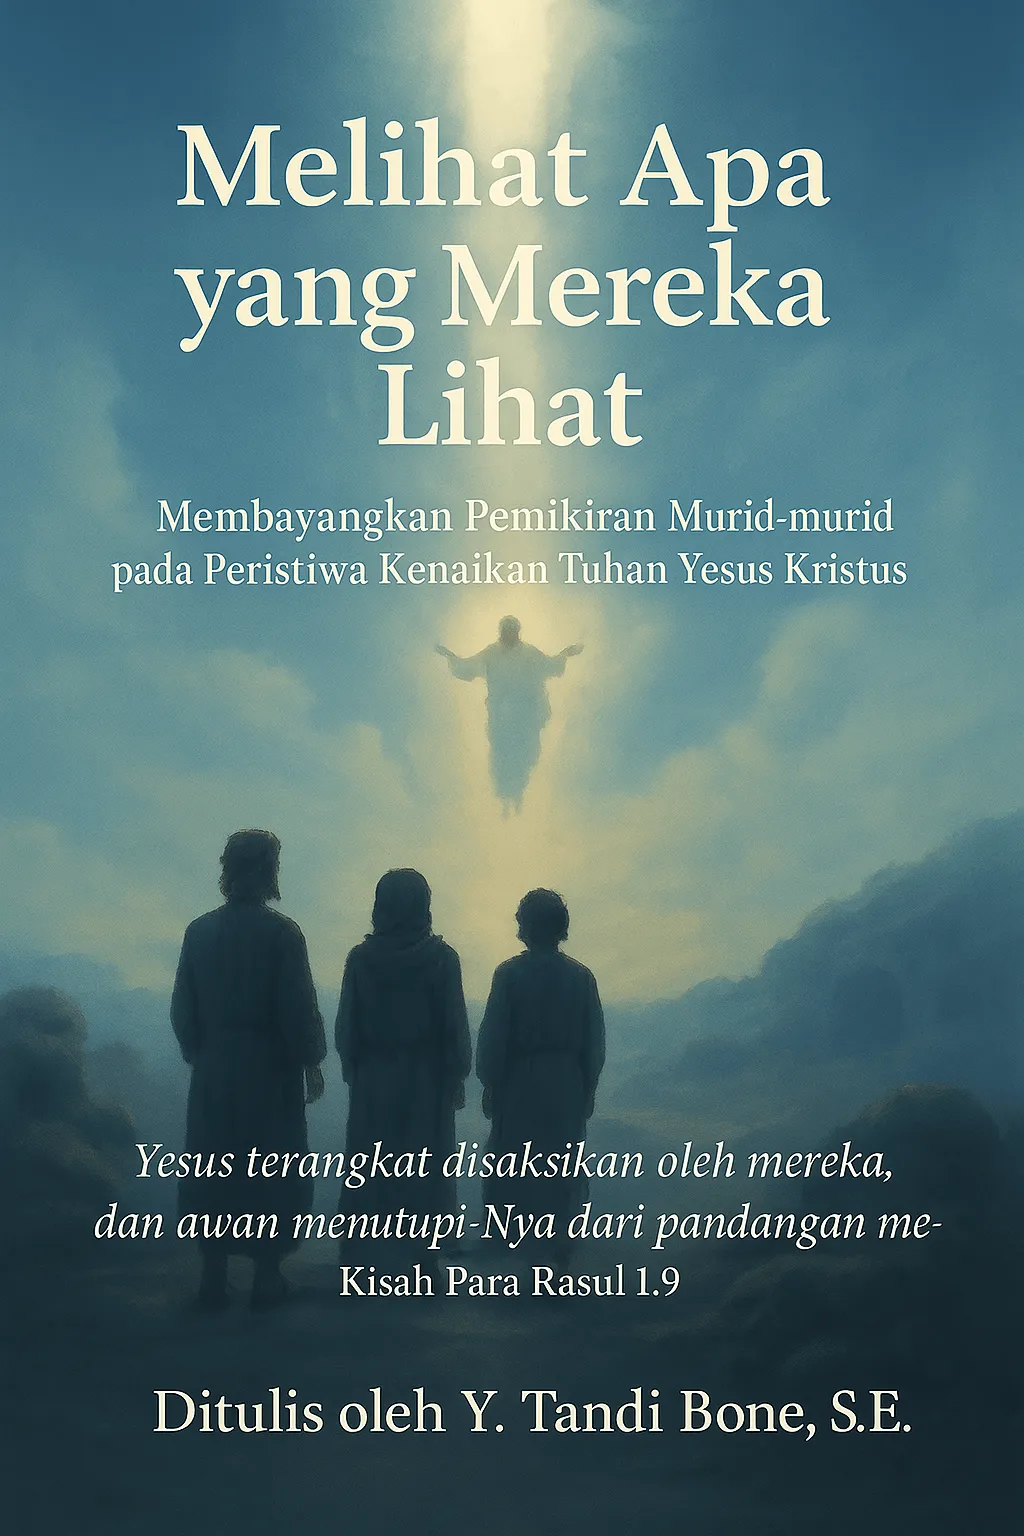 Melihat Apa
yang Mereka
Lihat
Membayangkan Pemikiran Murid-murid
pada Peristiwa Kenaikan Tuhan Yesus Kristus
Yesus terangkat disaksikan oleh mereka,
dan awan menutupi-Nya dari pandangan me-
Kisah Para Rasul 1.9
Ditulis oleh Y. Tandi Bone, S.E.